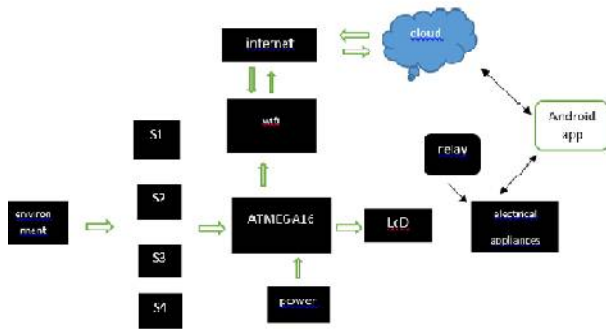 internet
cloud
wifi
S1
Android
app
relay
S2
environ
ment
ATMEGA16
LcD
electrical
appliances
S3
power
S4